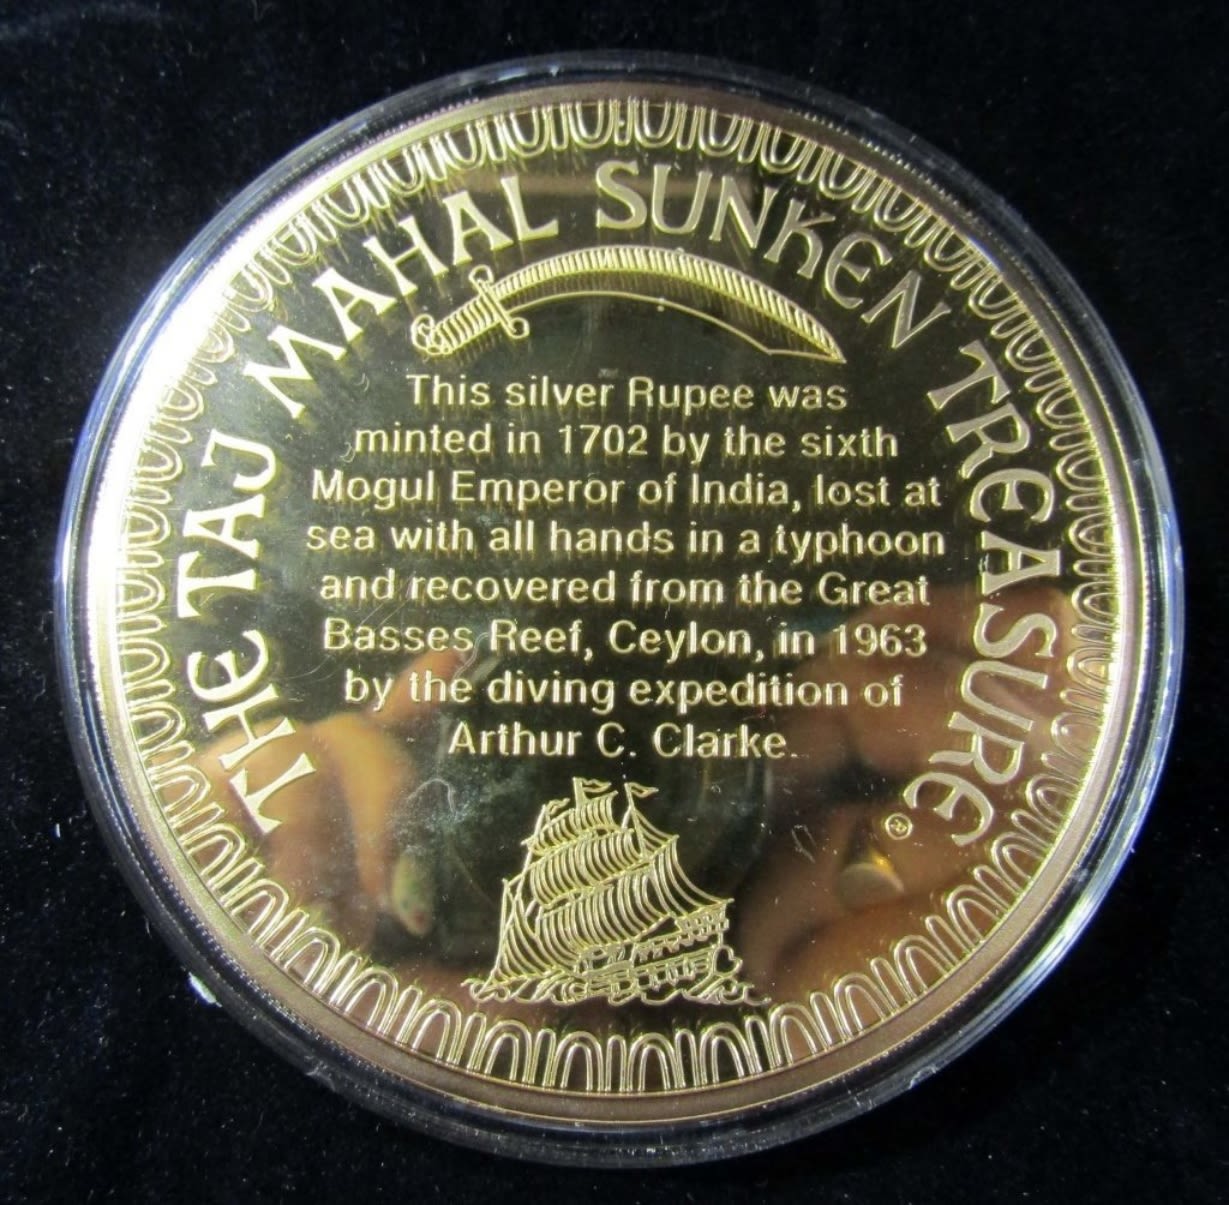 THE TAJ MAHAL SUNKEN TREASURE
®
This silver Rupee was
minted in 1702 by the sixth
Mogul Emperor of India, lost at
sea with all hands in a typhoon
and recovered from the Great
Basses Reef, Ceylon, in 1963
by the diving expedition of
Arthur C. Clarke.